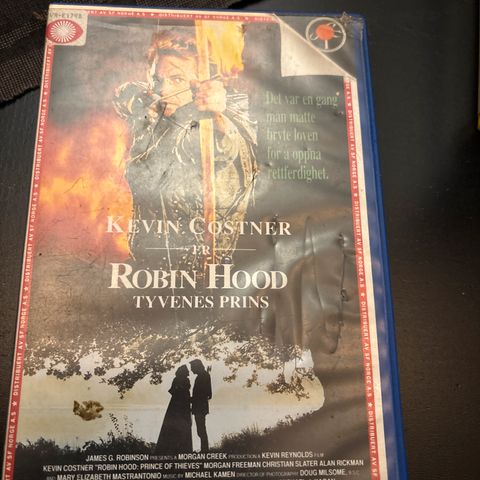 DISTRIBUERT AV SF NORGE A.S
Det var en gang
man måtte
bryte loven
for å oppnå
rettferdighet.
KEVIN COSTNER
ER
ROBIN HOOD
TYVENES PRINS
JAMES G. ROBINSON PRESENTS A MORGAN CREEK PRODUCTION A KEVIN REYNOLDS FILM
KEVIN COSTNER "ROBIN HOOD: PRINCE OF THIEVES" MORGAN FREEMAN CHRISTIAN SLATER ALAN RICKMAN
AND MARY ELIZABETH MASTRANTONIO MUSIC BY MICHAEL KAMEN DIRECTOR OF PHOTOGRAPHY DOUG MILSOME,